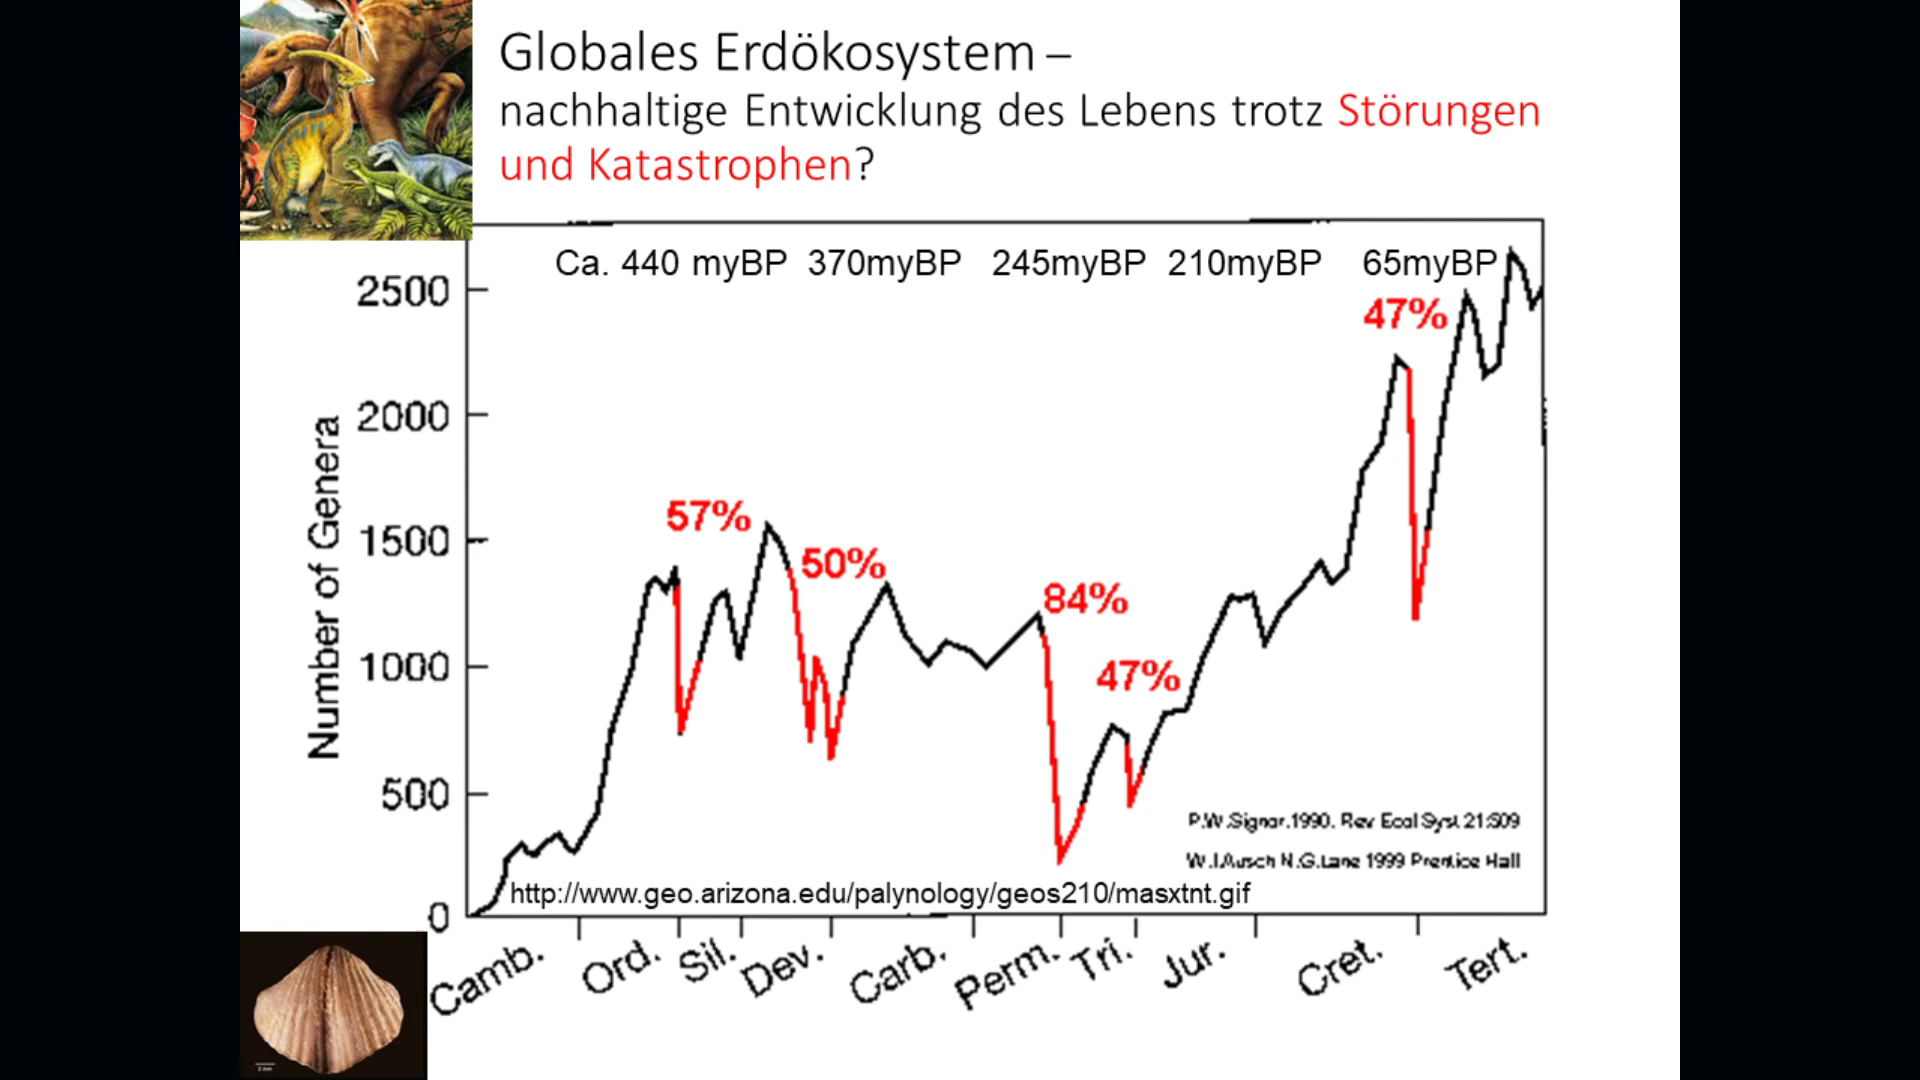 Globales Erdökosystem –
nachhaltige Entwicklung des Lebens trotz Störungen
und Katastrophen?
Ca. 440 myBP 370myBP 245myBP 210myBP 65myBP
2500
2000
1500
1000
500
0
Number of Genera
57%
50%
84%
47%
47%
P.W.Signor.1990. Rev Ecol Syst 21:509
N.G.Lane 1999 Prentice Hall
http://www.geo.arizona.edu/palynology/geos210/masxtnt.gif
Camb. Ord. Sil. Dev. Carb. Perm. Tri. Jur. Cret. Tert.